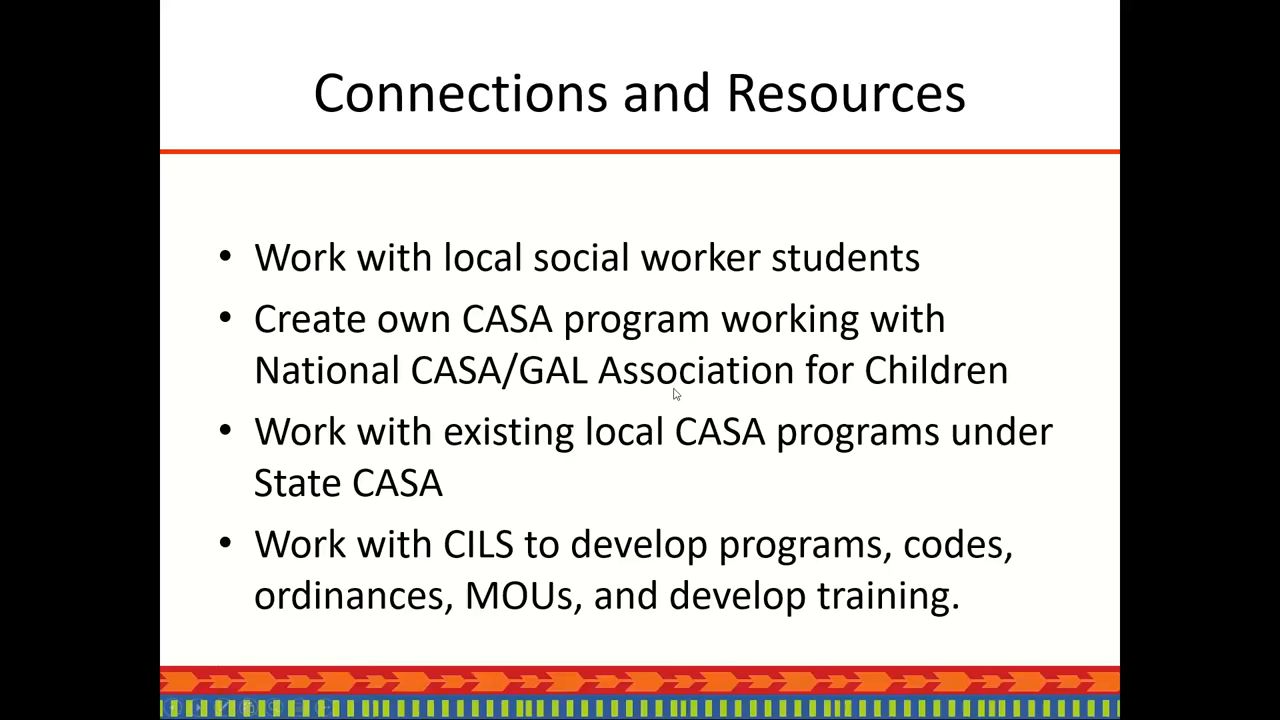 Connections and Resources
• Work with local social worker students
• Create own CASA program working with
National CASA/GAL Association for Children
• Work with existing local CASA programs under
State CASA
• Work with CILS to develop programs, codes,
ordinances, MOUs, and develop training.